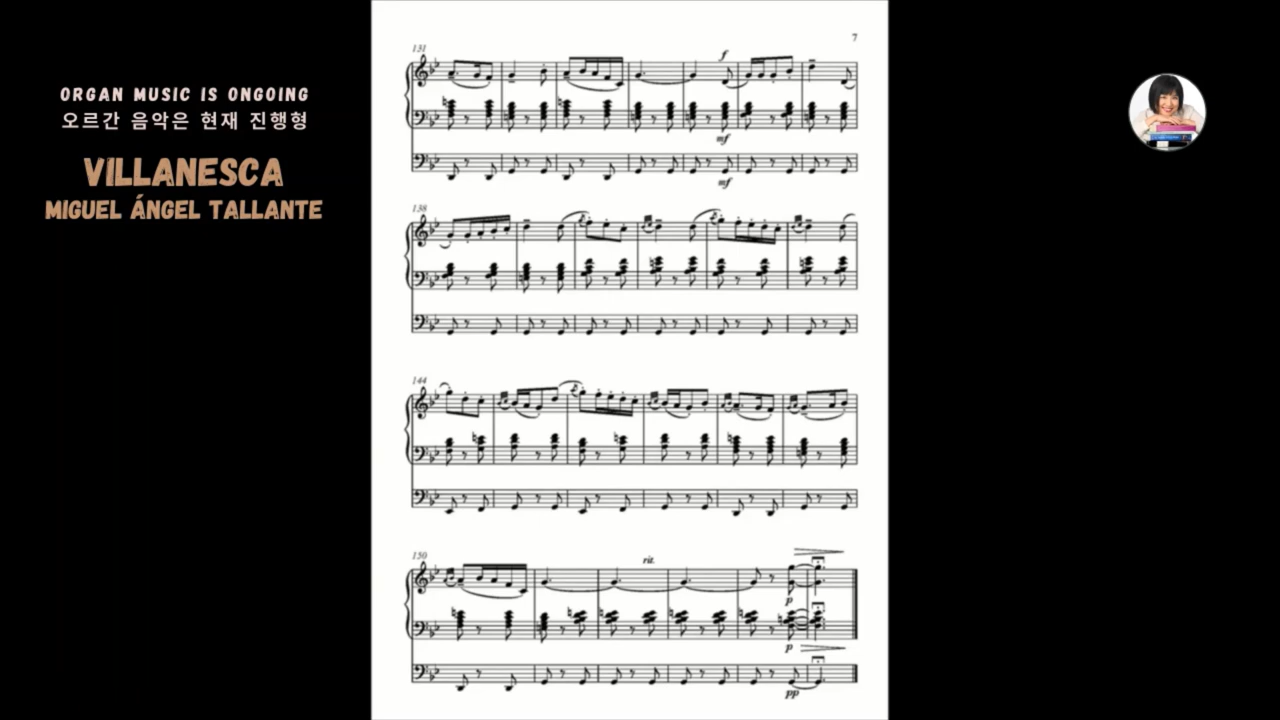 ORGAN MUSIC IS ONGOING
오르간 음악은 현재 진행형
VILLANESCA
MIGUEL ÁNGEL TALLANTE
7
131
f
mf
mf
138
144
150
rit.
p
p
pp